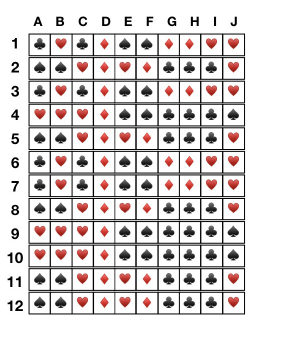 A B C D E F G H I J
1 ♣ ♥ ♣ ♦ ♠ ♠ ♦ ♦ ♥ ♥
2 ♠ ♠ ♥ ♦ ♥ ♦ ♣ ♣ ♣ ♥
3 ♣ ♥ ♣ ♦ ♠ ♠ ♦ ♦ ♥ ♥
4 ♥ ♥ ♥ ♦ ♠ ♠ ♣ ♣ ♣ ♠
5 ♠ ♠ ♥ ♦ ♥ ♦ ♣ ♣ ♣ ♥
6 ♣ ♥ ♣ ♦ ♠ ♠ ♦ ♦ ♥ ♥
7 ♣ ♥ ♣ ♦ ♠ ♠ ♦ ♦ ♥ ♥
8 ♠ ♠ ♥ ♦ ♥ ♦ ♣ ♣ ♣ ♥
9 ♥ ♥ ♥ ♦ ♠ ♠ ♣ ♣ ♣ ♠
10 ♥ ♥ ♥ ♦ ♠ ♠ ♣ ♣ ♣ ♠
11 ♠ ♠ ♥ ♦ ♥ ♦ ♣ ♣ ♣ ♥
12 ♠ ♠ ♥ ♦ ♥ ♦ ♣ ♣ ♣ ♥